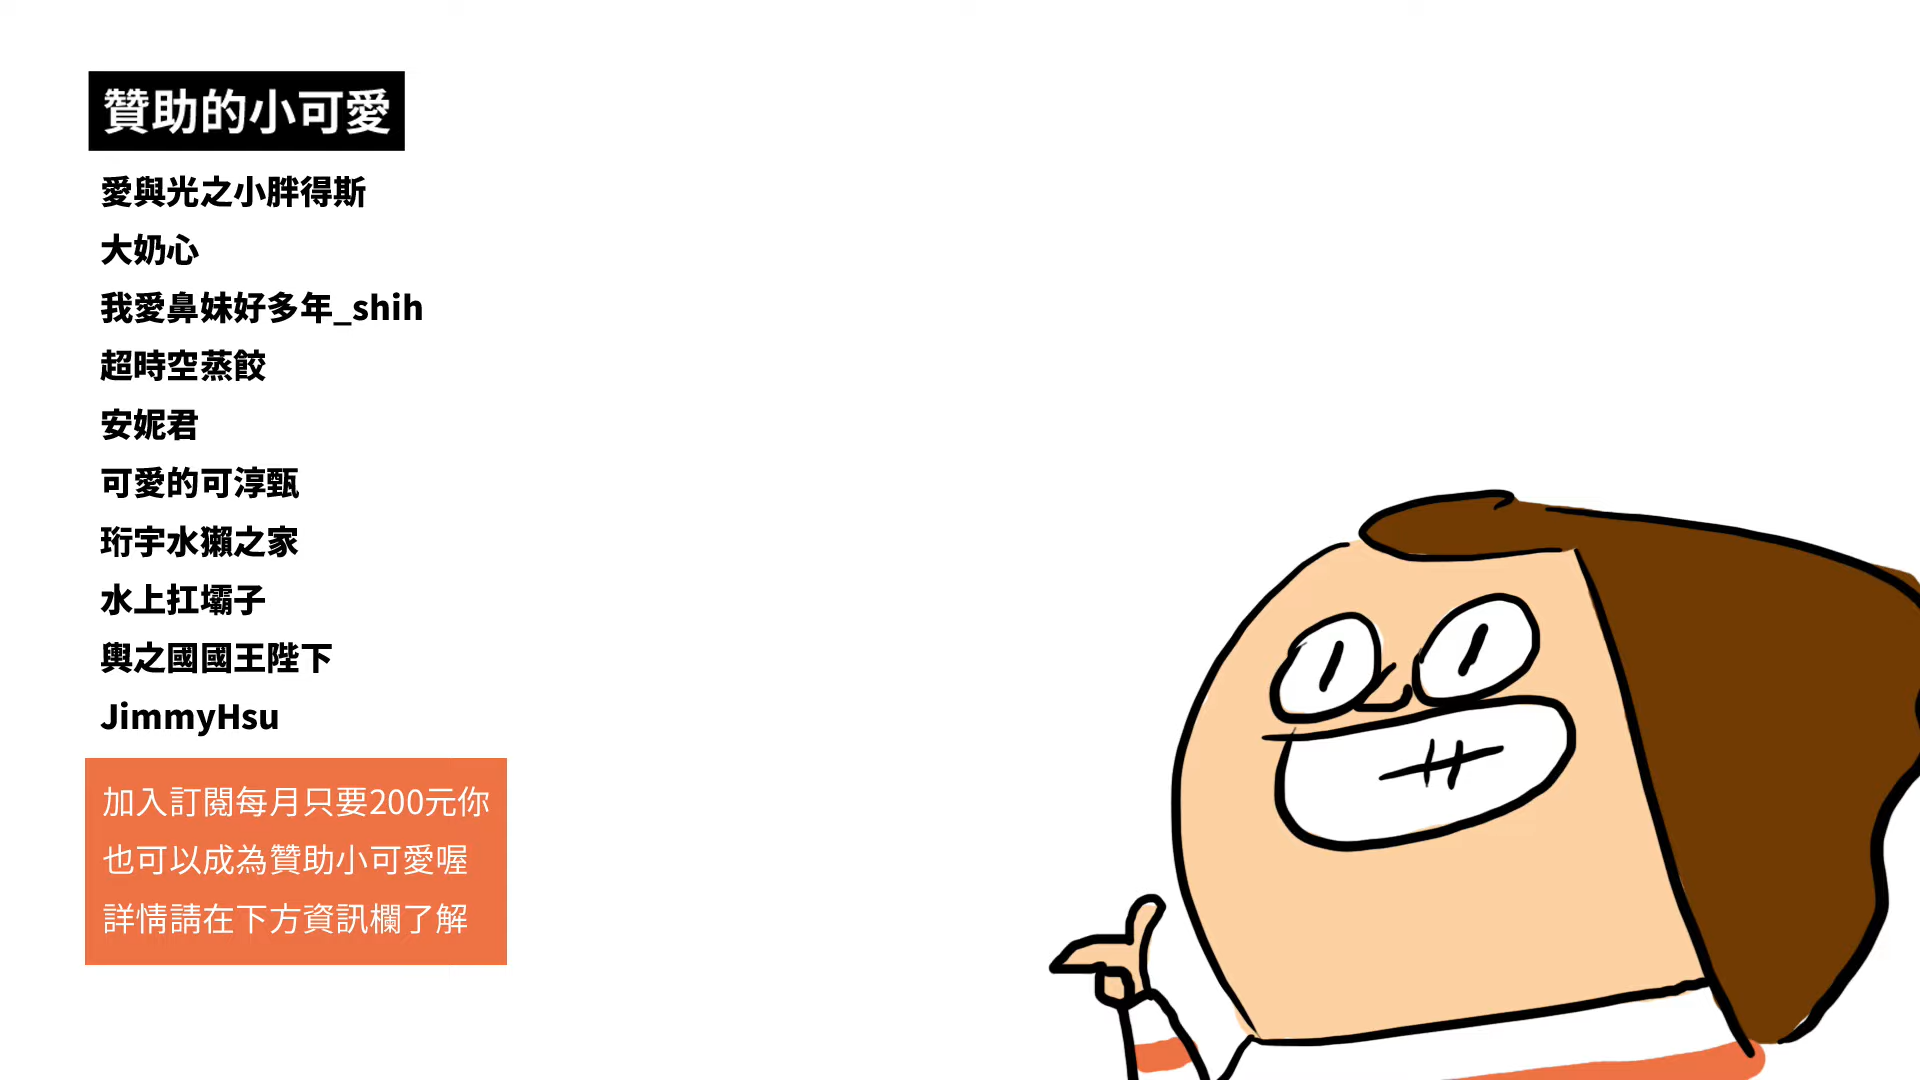 贊助的小可愛
愛與光之小胖得斯
大奶心
我愛鼻妹好多年_shih
超時空蒸餃
安妮君
可愛的可淳甄
珩宇水獺之家
水上扛壩子
輿之國國王陛下
JimmyHsu
加入訂閱每月只要200元你
也可以成為贊助小可愛喔
詳情請在下方資訊欄了解